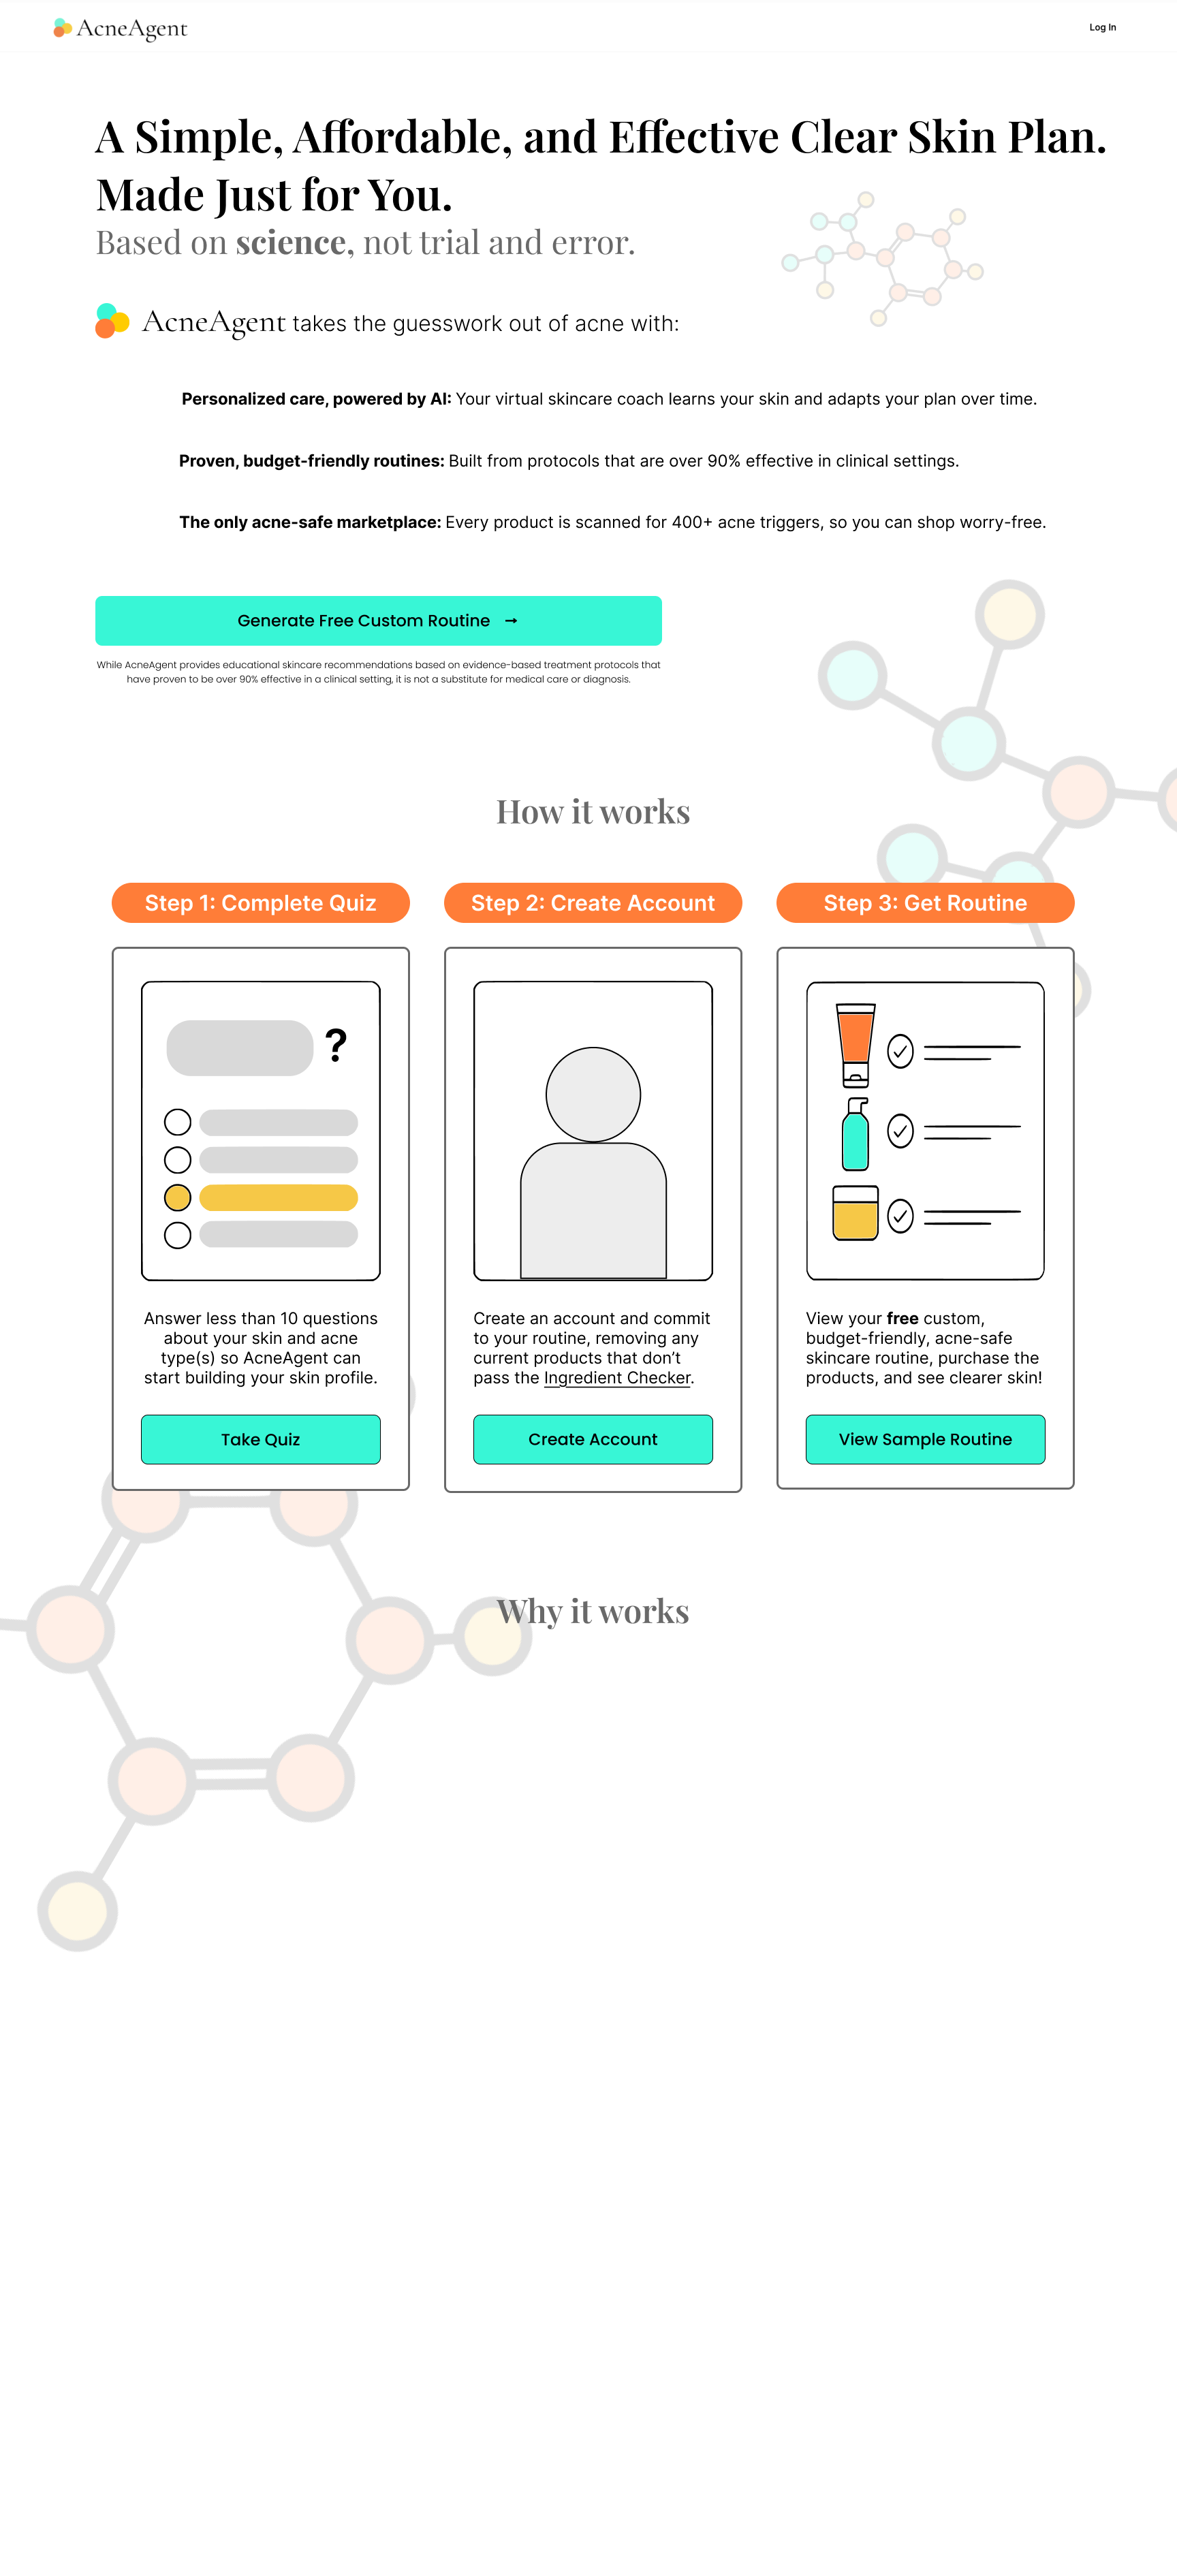 AcneAgent
Log In
A Simple, Affordable, and Effective Clear Skin Plan.
Made Just for You.
Based on science, not trial and error.
AcneAgent takes the guesswork out of acne with:
Personalized care, powered by AI: Your virtual skincare coach learns your skin and adapts your plan over time.
Proven, budget-friendly routines: Built from protocols that are over 90% effective in clinical settings.
The only acne-safe marketplace: Every product is scanned for 400+ acne triggers, so you can shop worry-free.
Generate Free Custom Routine →
While AcneAgent provides educational skincare recommendations based on evidence-based treatment protocols that
have proven to be over 90% effective in a clinical setting, it is not a substitute for medical care or diagnosis.
How it works
Step 1: Complete Quiz
?
Answer less than 10 questions
about your skin and acne
type(s) so AcneAgent can
start building your skin profile.
Take Quiz
Step 2: Create Account
Create an account and commit
to your routine, removing any
current products that don’t
pass the Ingredient Checker.
Create Account
Step 3: Get Routine
View your free custom,
budget-friendly, acne-safe
skincare routine, purchase the
products, and see clearer skin!
View Sample Routine
Why it works